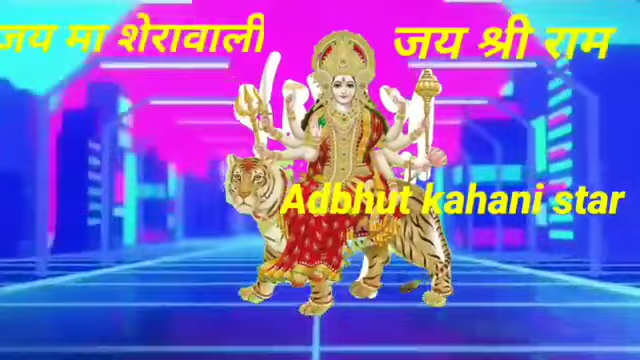 जय मा शेरावाली
जय श्री राम
Adbhut kahani star